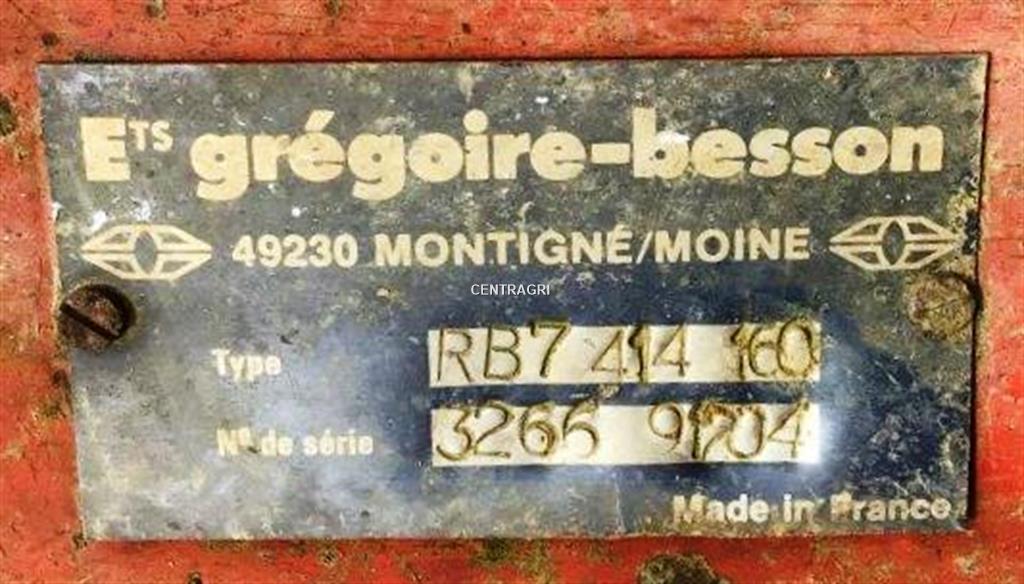 ETS grégoire-besson
49230 MONTIGNÉ/MOINE
CENTRAGRI
Type RB7 414 160
Nº de série 3266 91204
Made in France